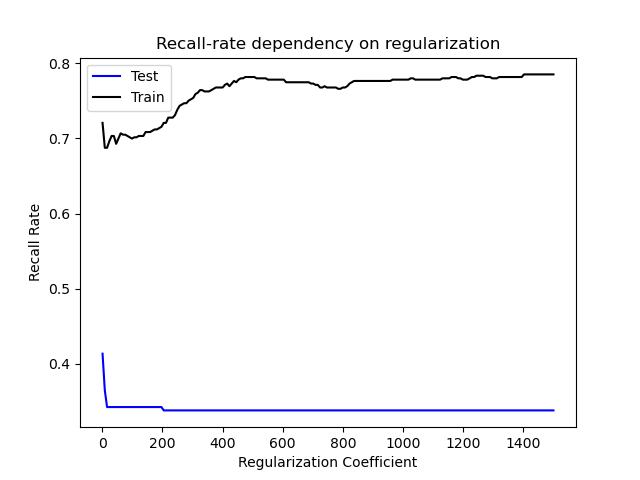 Recall-rate dependency on regularization
Test
Train
0.8
0.7
0.6
0.5
0.4
Recall Rate
0
200
400
600
800
1000
1200
1400
Regularization Coefficient